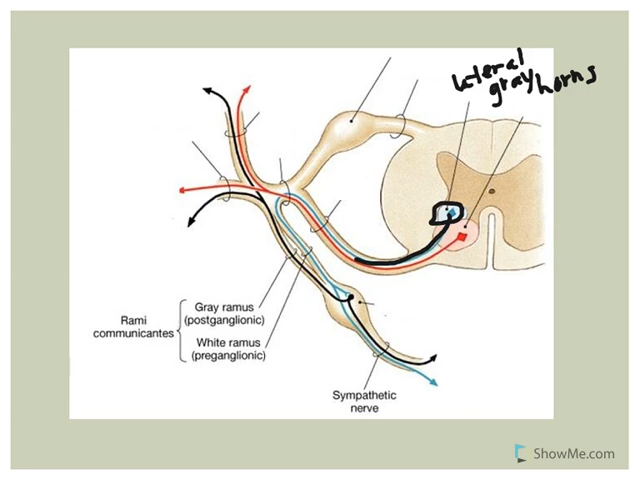 lateral
gray horns
Gray ramus
(postganglionic)
Rami
communicantes
White ramus
(preganglionic)
Sympathetic
nerve
ShowMe.com